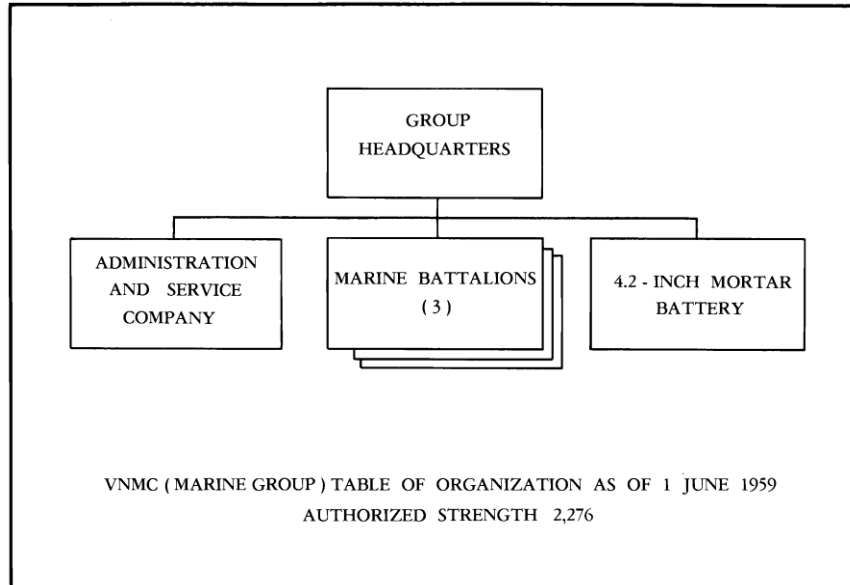 GROUP
HEADQUARTERS
ADMINISTRATION
AND SERVICE
COMPANY
MARINE BATTALIONS
( 3 )
4.2 - INCH MORTAR
BATTERY
VNMC ( MARINE GROUP ) TABLE OF ORGANIZATION AS OF 1 JUNE 1959
AUTHORIZED STRENGTH 2,276